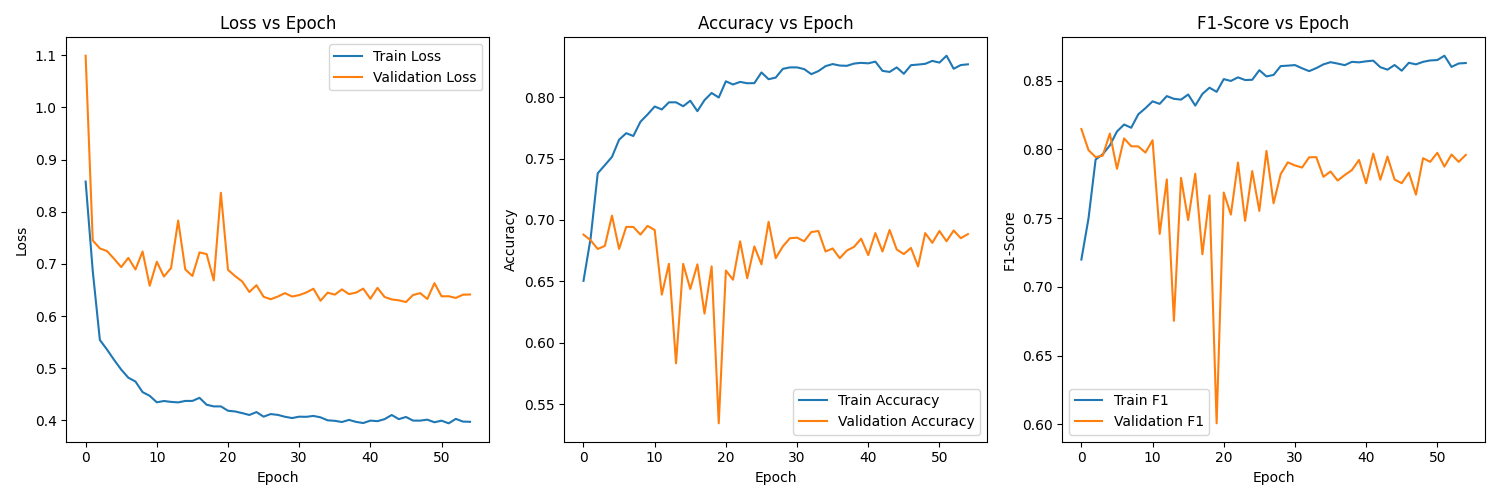 Loss vs Epoch
Train Loss
Validation Loss
1.1
1.0
0.9
0.8
0.7
0.6
0.5
0.4
Loss
0 10 20 30 40 50
Epoch
Accuracy vs Epoch
0.80
0.75
0.70
0.65
0.60
0.55
Accuracy
Train Accuracy
Validation Accuracy
0 10 20 30 40 50
Epoch
F1-Score vs Epoch
0.85
0.80
0.75
0.70
0.65
0.60
F1-Score
Train F1
Validation F1
0 10 20 30 40 50
Epoch